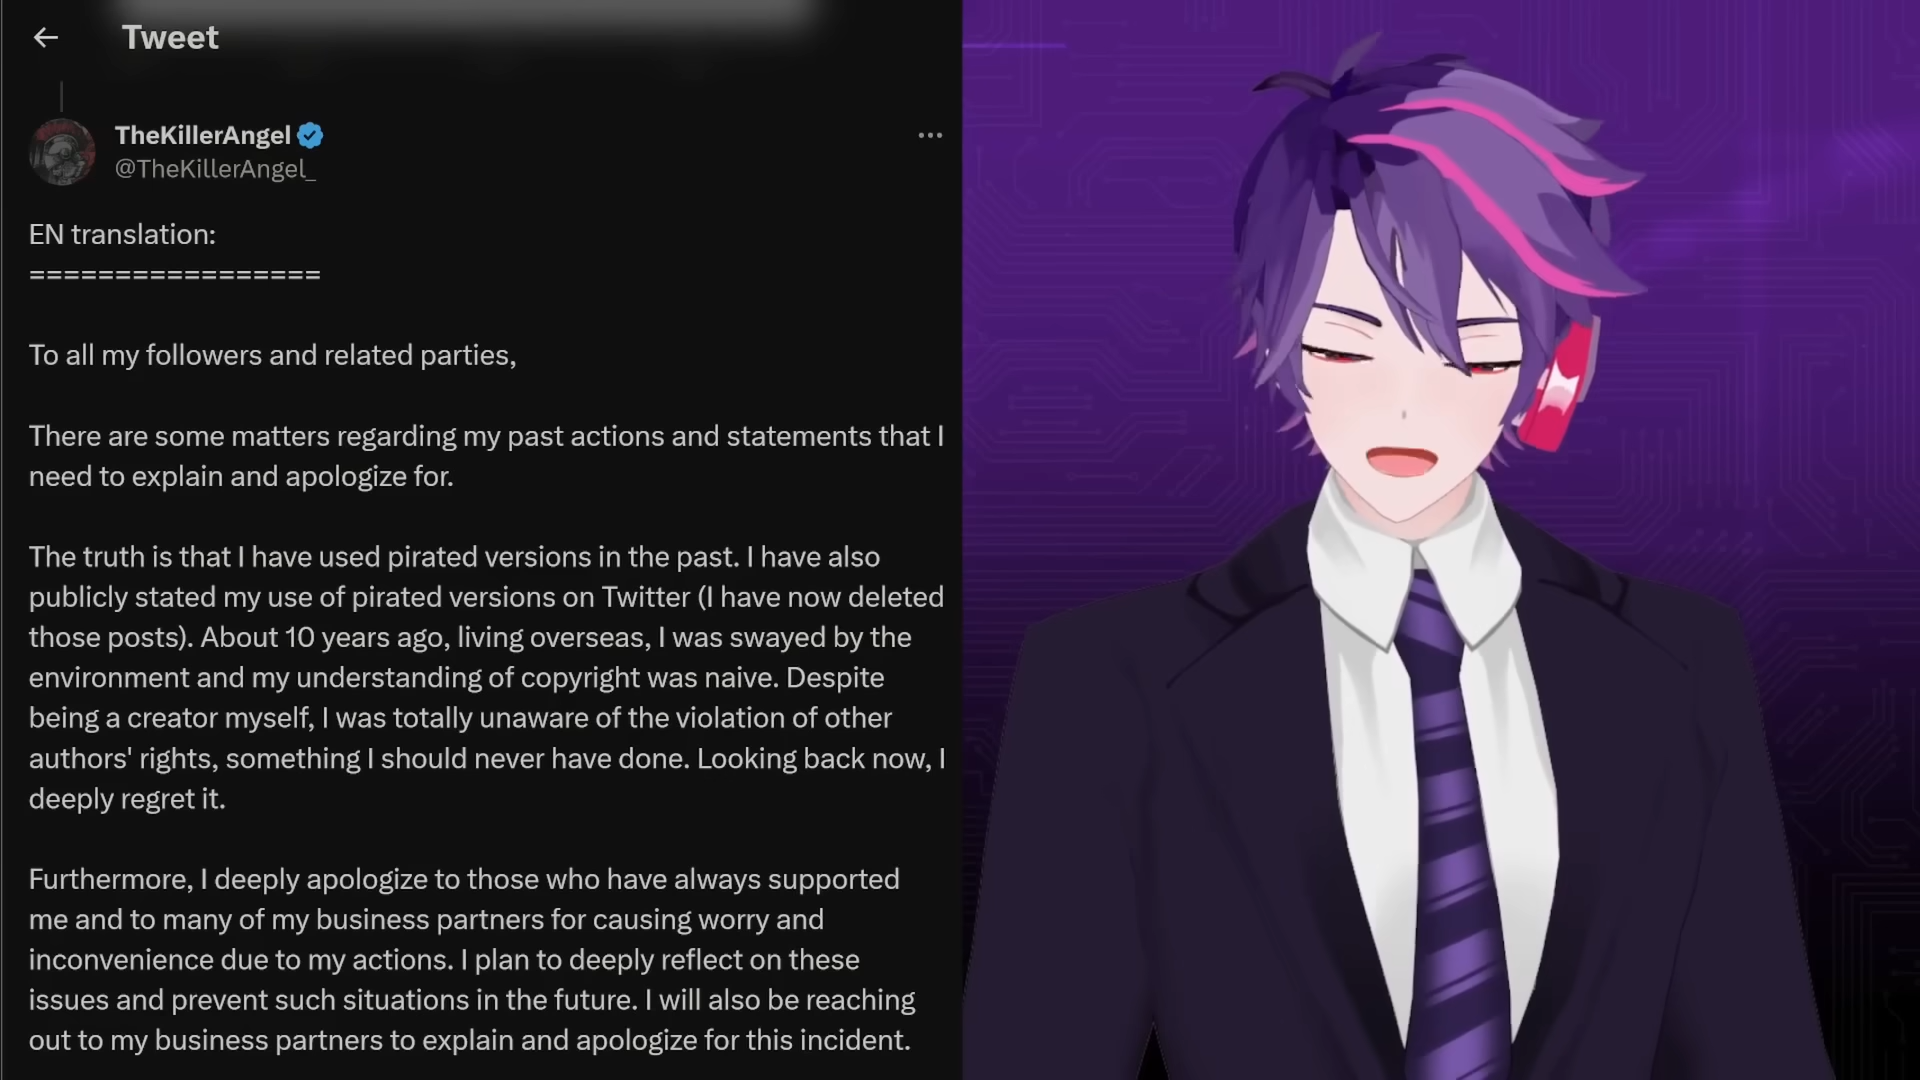 Tweet
TheKillerAngel
@TheKillerAngel_
EN translation:
=================
To all my followers and related parties,
There are some matters regarding my past actions and statements that I
need to explain and apologize for.
The truth is that I have used pirated versions in the past. I have also
publicly stated my use of pirated versions on Twitter (I have now deleted
those posts). About 10 years ago, living overseas, I was swayed by the
environment and my understanding of copyright was naive. Despite
being a creator myself, I was totally unaware of the violation of other
authors' rights, something I should never have done. Looking back now, I
deeply regret it.
Furthermore, I deeply apologize to those who have always supported
me and to many of my business partners for causing worry and
inconvenience due to my actions. I plan to deeply reflect on these
issues and prevent such situations in the future. I will also be reaching
out to my business partners to explain and apologize for this incident.